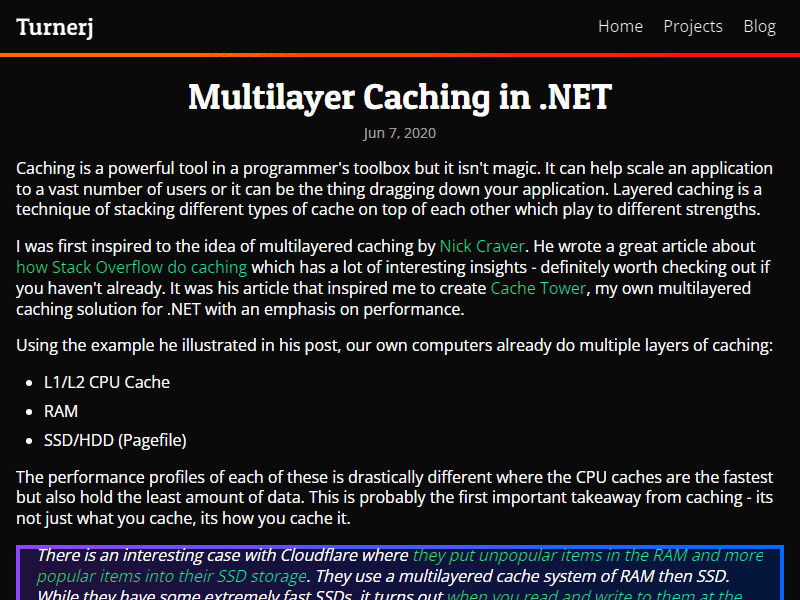 Turnerj
Home Projects Blog
Multilayer Caching in .NET
Jun 7, 2020
Caching is a powerful tool in a programmer's toolbox but it isn't magic. It can help scale an application
to a vast number of users or it can be the thing dragging down your application. Layered caching is a
technique of stacking different types of cache on top of each other which play to different strengths.
I was first inspired to the idea of multilayered caching by Nick Craver. He wrote a great article about
how Stack Overflow do caching which has a lot of interesting insights - definitely worth checking out if
you haven't already. It was his article that inspired me to create Cache Tower, my own multilayered
caching solution for .NET with an emphasis on performance.
Using the example he illustrated in his post, our own computers already do multiple layers of caching:
• L1/L2 CPU Cache
• RAM
• SSD/HDD (Pagefile)
The performance profiles of each of these is drastically different where the CPU caches are the fastest
but also hold the least amount of data. This is probably the first important takeaway from caching - its
not just what you cache, its how you cache it.
There is an interesting case with Cloudflare where they put unpopular items in the RAM and more
popular items into their SSD storage. They use a multilayered cache system of RAM then SSD.
While they have some extremely fast SSDs, it turns out when you read and write to them at the